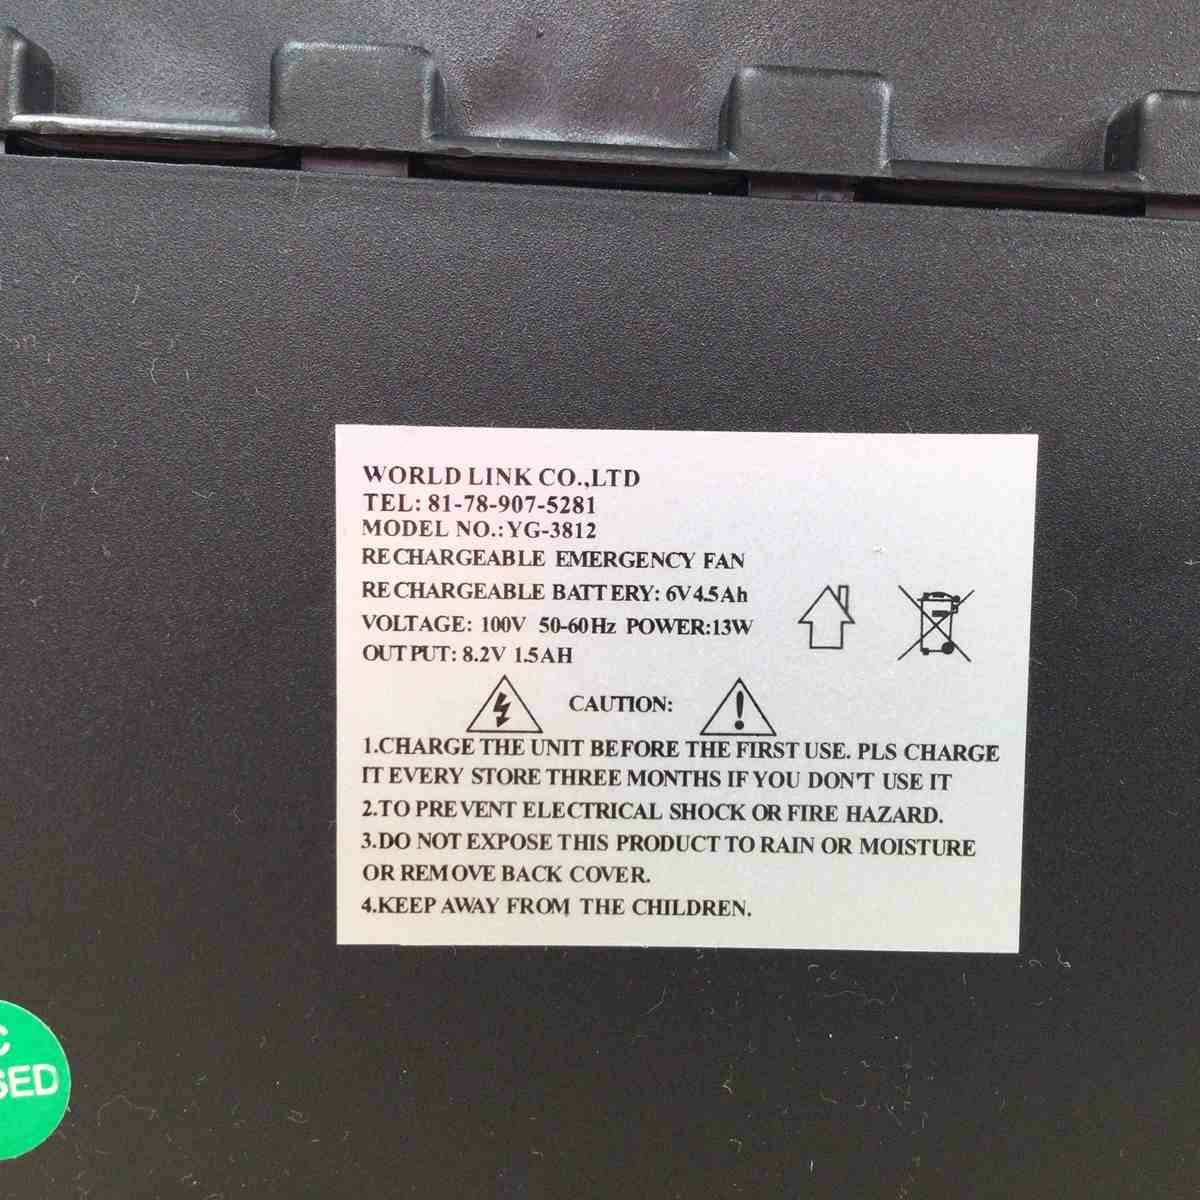 WORLD LINK CO.,LTD
TEL: 81-78-907-5281
MODEL NO.:YG-3812
RECHARGEABLE EMERGENCY FAN
RECHARGEABLE BATTERY: 6V4.5Ah
VOLTAGE: 100V 50-60Hz POWER:13W
OUTPUT: 8.2V 1.5AH
CAUTION:
1.CHARGE THE UNIT BEFORE THE FIRST USE. PLS CHARGE
IT EVERY STORE THREE MONTHS IF YOU DON'T USE IT
2.TO PREVENT ELECTRICAL SHOCK OR FIRE HAZARD.
3.DO NOT EXPOSE THIS PRODUCT TO RAIN OR MOISTURE
OR REMOVE BACK COVER.
4.KEEP AWAY FROM THE CHILDREN.